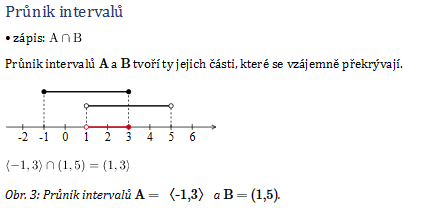 Průnik intervalů
• zápis: A ∩ B
Průnik intervalů A a B tvoří ty jejich části, které se vzájemně překrývají.
-2 -1 0 1 2 3 4 5 6
⟨−1, 3⟩ ∩ (1, 5) = (1, 3⟩
Obr. 3: Průnik intervalů A = ⟨-1,3⟩ a B = (1,5).